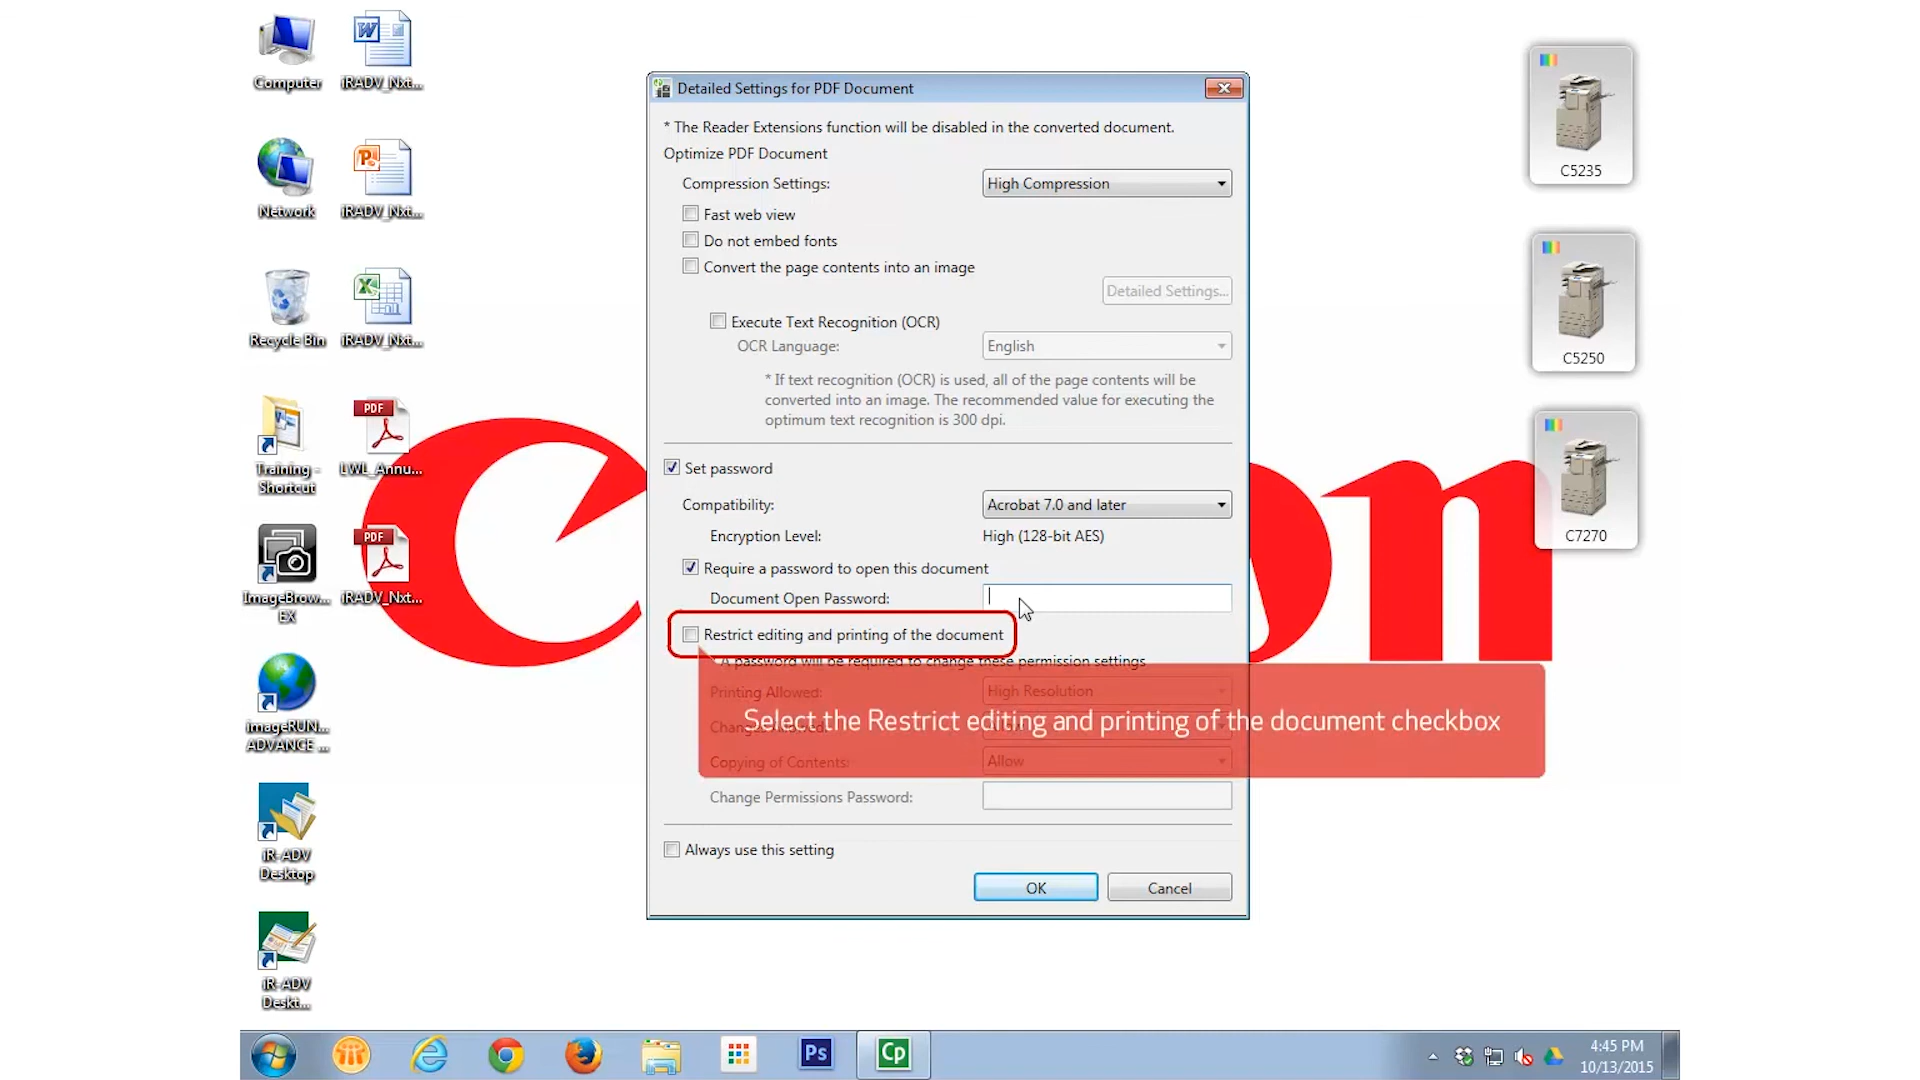 Computer
iRADV_Nxt...
Network
iRADV_Nxt...
Recycle Bin
iRADV_Nxt...
Training -
Shortcut
PDF
LWL_Annu...
ImageBrow...
EX
PDF
iRADV_Nxt...
imageRUN...
ADVANCE ...
iR-ADV
Desktop
iR-ADV
Deskt...
Detailed Settings for PDF Document
* The Reader Extensions function will be disabled in the converted document.
Optimize PDF Document
Compression Settings:
High Compression
Fast web view
Do not embed fonts
Convert the page contents into an image
Detailed Settings...
Execute Text Recognition (OCR)
OCR Language:
English
* If text recognition (OCR) is used, all of the page contents will be
converted into an image. The recommended value for executing the
optimum text recognition is 300 dpi.
Set password
Compatibility:
Acrobat 7.0 and later
Encryption Level:
High (128-bit AES)
Require a password to open this document
Document Open Password:
Restrict editing and printing of the document
A password will be required to change these permission settings
Printing Allowed:
High Resolution
Select the Restrict editing and printing of the document checkbox
Copying of Contents:
Allow
Change Permissions Password:
Always use this setting
OK
Cancel
C5235
C5250
C7270
Ps
Cp
4:45 PM
10/13/2015